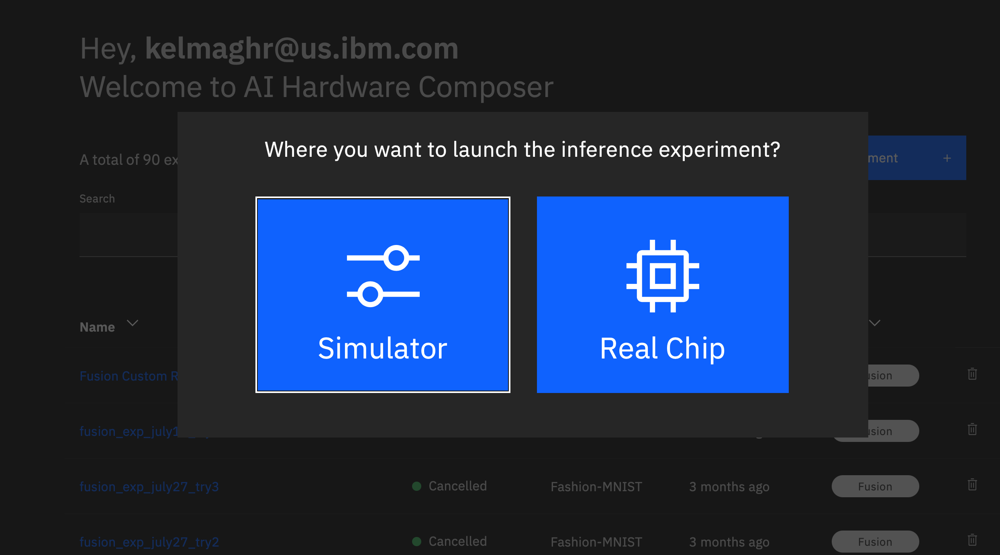 Hey, kelmaghr@us.ibm.com
Welcome to AI Hardware Composer
Where you want to launch the inference experiment?
A total of 90 ex
ment +
Search
Simulator
Real Chip
Name
Fusion Custom R
usion
fusion_exp_july1
usion
fusion_exp_july27_try3 Cancelled Fashion-MNIST 3 months ago Fusion
fusion_exp_july27_try2 Cancelled Fashion-MNIST 3 months ago Fusion